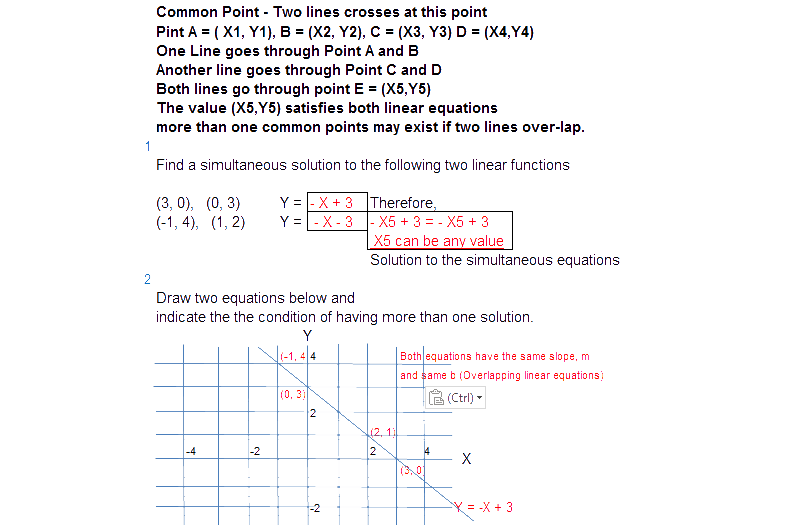 Common Point - Two lines crosses at this point
Pint A = ( X1, Y1), B = (X2, Y2), C = (X3, Y3) D = (X4,Y4)
One Line goes through Point A and B
Another line goes through Point C and D
Both lines go through point E = (X5,Y5)
The value (X5,Y5) satisfies both linear equations
more than one common points may exist if two lines over-lap.
1
Find a simultaneous solution to the following two linear functions
(3, 0), (0, 3) Y = - X + 3 Therefore,
(-1, 4), (1, 2) Y = - X - 3 - X5 + 3 = - X5 + 3
X5 can be any value
Solution to the simultaneous equations
2
Draw two equations below and
indicate the the condition of having more than one solution.
Y
(-1, 4 4 Both equations have the same slope, m
and same b (Overlapping linear equations)
(0, 3) (Ctrl)
2
(2, 1)
-4 -2 2 4
X
(3, 0)
-2 Y = -X + 3